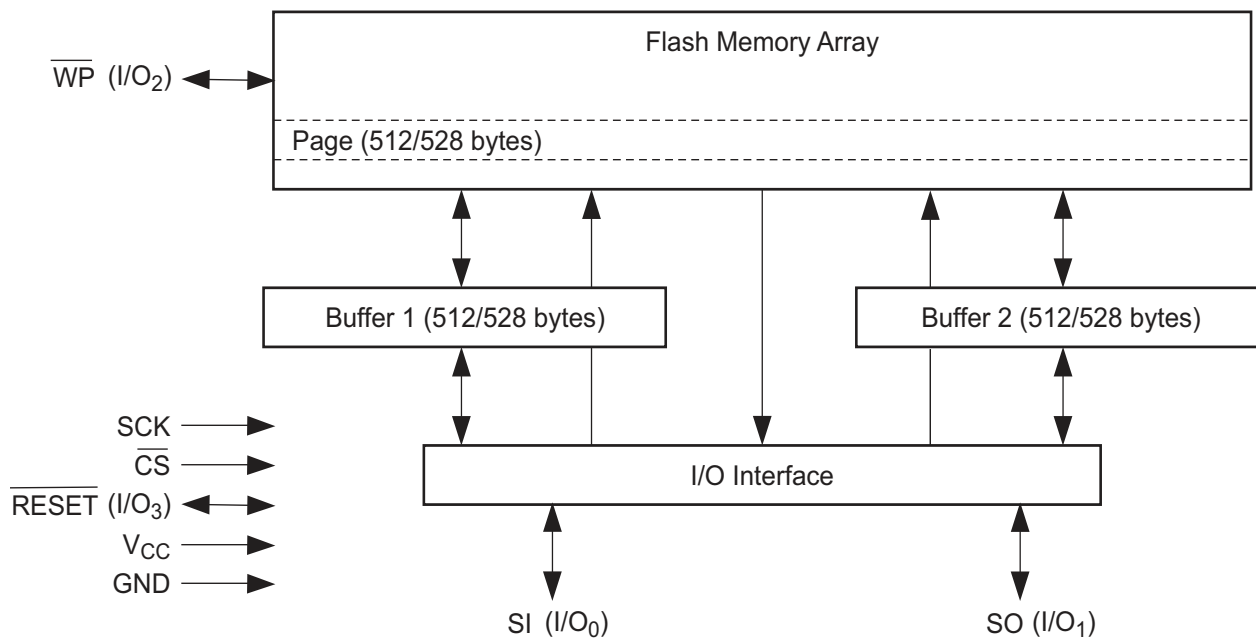 Flash Memory Array
WP (I/O₂)
Page (512/528 bytes)
Buffer 1 (512/528 bytes)
Buffer 2 (512/528 bytes)
SCK
CS
I/O Interface
RESET (I/O₃)
VCC
GND
SI (I/O₀)
SO (I/O₁)